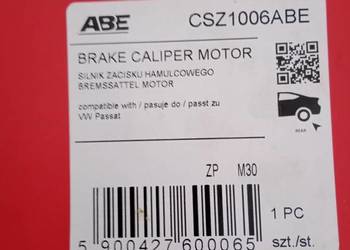 ABE CSZ1006ABE
BRAKE CALIPER MOTOR
SILNIK ZACISKU HAMULCOWEGO
BREMSSATTEL MOTOR
compatible with / pasuje do / passt zu
VW Passat
REAR
ZP M30
1 PC
5 900427 600065 szt./st.